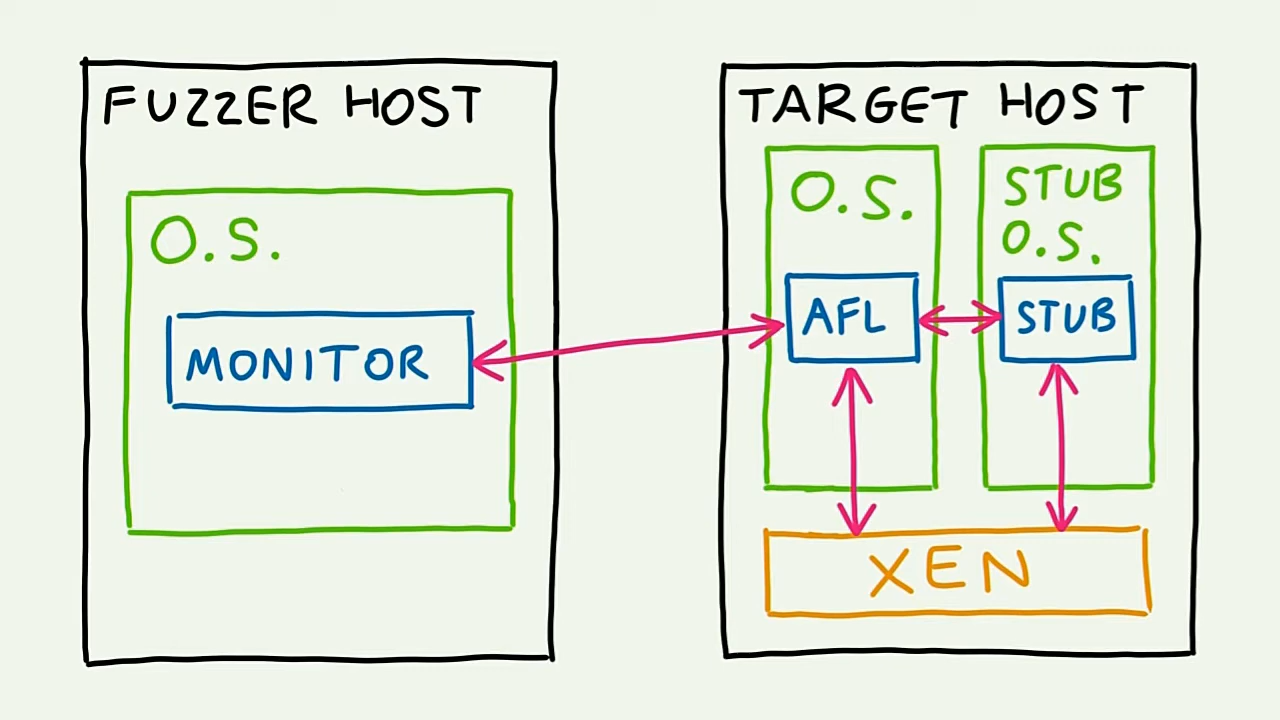 FUZZER HOST
O.S.
MONITOR
TARGET HOST
O.S.
AFL
STUB
O.S.
STUB
XEN